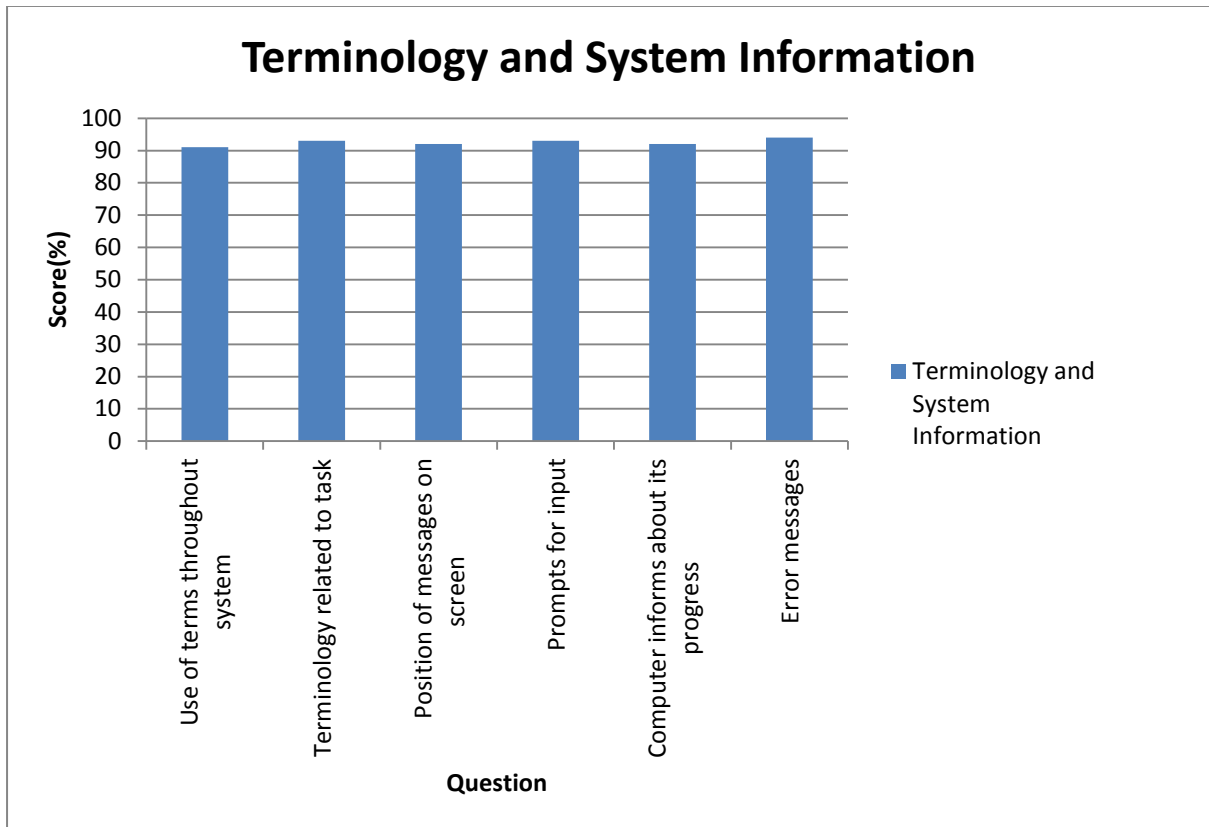 Terminology and System Information
100
90
80
70
60
50
40
30
20
10
0
Score(%)
Use of terms throughout
system
Terminology related to task
Position of messages on
screen
Prompts for input
Computer informs about its
progress
Error messages
Question
Terminology and
System
Information